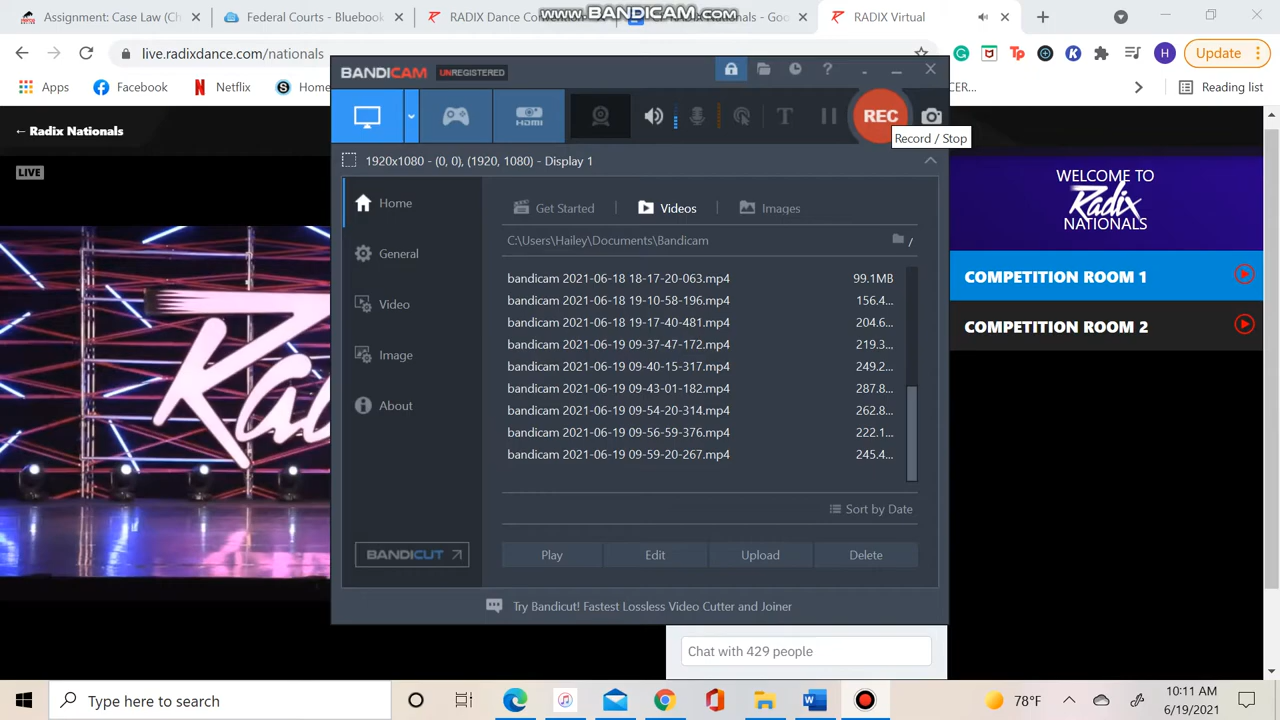 Assignment: Case Law (Ch
Federal Courts - Bluebook
RADIX Dance Con
Nationals - Goo
RADIX Virtual
www.BANDICAM.com
live.radixdance.com/nationals
H
Update
Apps
Facebook
Netflix
Home
CER...
Reading list
← Radix Nationals
LIVE
Radix
BANDICAM UNREGISTERED
HDMI
T
REC
Record / Stop
1920x1080 - (0, 0), (1920, 1080) - Display 1
Home
General
Video
Image
About
BANDICUT
Get Started
Videos
Images
C:\Users\Hailey\Documents\Bandicam
/
bandicam 2021-06-18 18-17-20-063.mp4 99.1MB
bandicam 2021-06-18 19-10-58-196.mp4 156.4...
bandicam 2021-06-18 19-17-40-481.mp4 204.6...
bandicam 2021-06-19 09-37-47-172.mp4 219.3...
bandicam 2021-06-19 09-40-15-317.mp4 249.2...
bandicam 2021-06-19 09-43-01-182.mp4 287.8...
bandicam 2021-06-19 09-54-20-314.mp4 262.8...
bandicam 2021-06-19 09-56-59-376.mp4 222.1...
bandicam 2021-06-19 09-59-20-267.mp4 245.4...
Sort by Date
Play
Edit
Upload
Delete
Try Bandicut! Fastest Lossless Video Cutter and Joiner
WELCOME TO
Radix
NATIONALS
COMPETITION ROOM 1
COMPETITION ROOM 2
Chat with 429 people
Type here to search
78°F
10:11 AM
6/19/2021